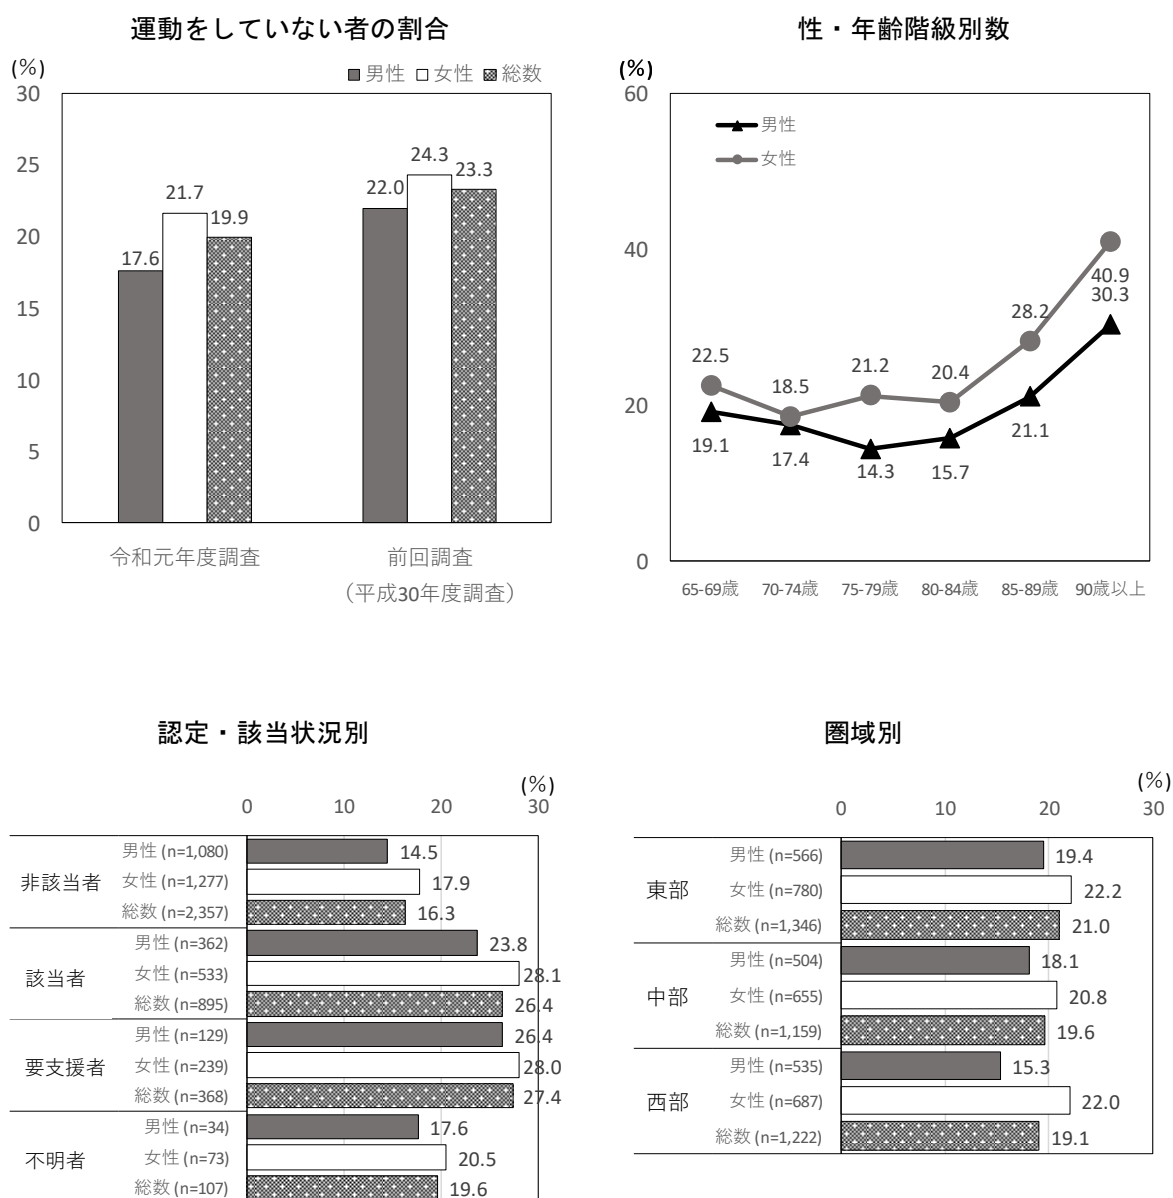 運動をしていない者の割合
(%)
■ 男性 □ 女性 ▩ 総数
30
25
20
15
10
5
0
17.6
21.7
19.9
22.0
24.3
23.3
令和元年度調査
前回調査
（平成30年度調査）
性・年齢階級別数
(%)
60
40
20
0
男性
女性
22.5
18.5
21.2
20.4
28.2
40.9
30.3
19.1
17.4
14.3
15.7
21.1
65-69歳 70-74歳 75-79歳 80-84歳 85-89歳 90歳以上
認定・該当状況別
(%)
0 10 20 30
非該当者
男性 (n=1,080) 14.5
女性 (n=1,277) 17.9
総数 (n=2,357) 16.3
該当者
男性 (n=362) 23.8
女性 (n=533) 28.1
総数 (n=895) 26.4
要支援者
男性 (n=129) 26.4
女性 (n=239) 28.0
総数 (n=368) 27.4
不明者
男性 (n=34) 17.6
女性 (n=73) 20.5
総数 (n=107) 19.6
圏域別
(%)
0 10 20 30
東部
男性 (n=566) 19.4
女性 (n=780) 22.2
総数 (n=1,346) 21.0
中部
男性 (n=504) 18.1
女性 (n=655) 20.8
総数 (n=1,159) 19.6
西部
男性 (n=535) 15.3
女性 (n=687) 22.0
総数 (n=1,222) 19.1